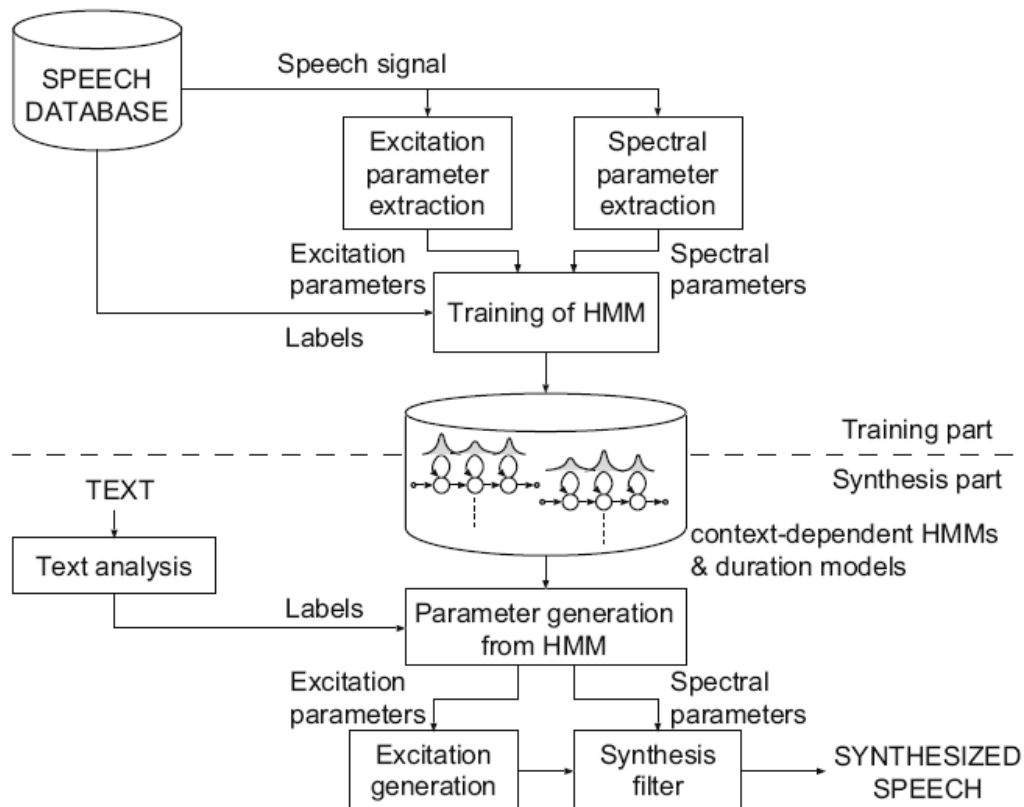 SPEECH
DATABASE
Speech signal
Excitation
parameter
extraction
Spectral
parameter
extraction
Excitation
parameters
Spectral
parameters
Training of HMM
Labels
Training part
Synthesis part
TEXT
context-dependent HMMs
& duration models
Text analysis
Labels
Parameter generation
from HMM
Excitation
parameters
Spectral
parameters
Excitation
generation
Synthesis
filter
SYNTHESIZED
SPEECH